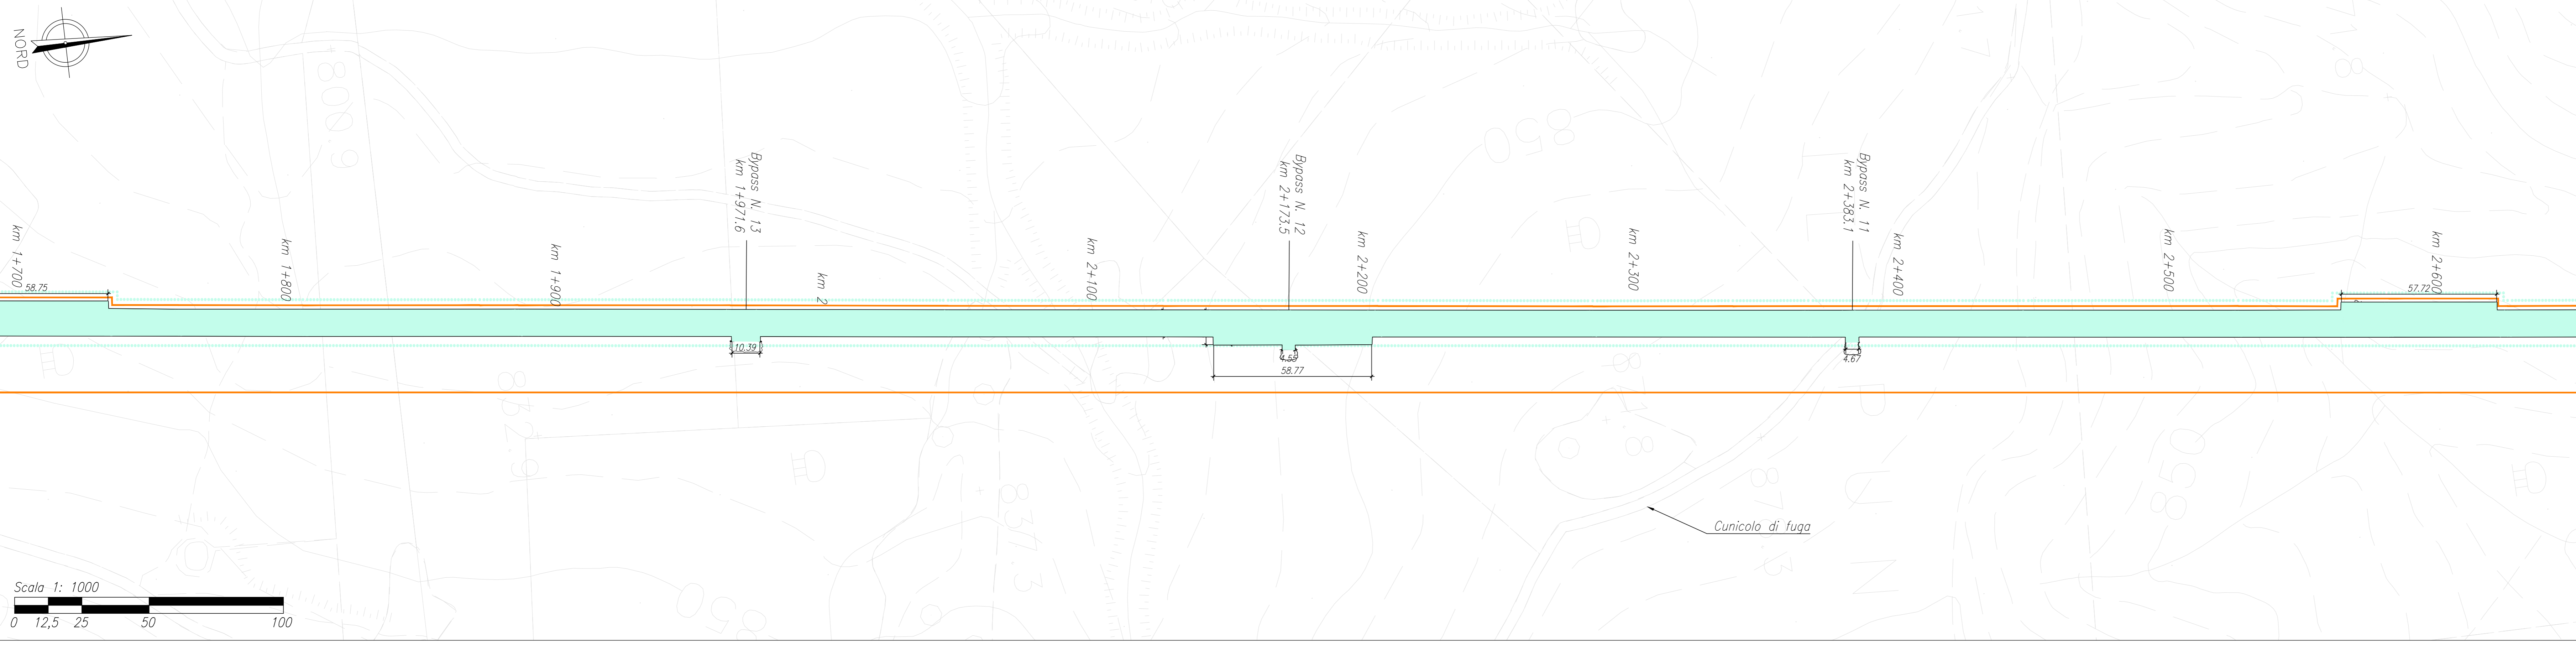 NORD
Bypass N. 13
km 1+971.6
Bypass N. 12
km 2+173.5
Bypass N. 11
km 2+383.1
km 1+700
km 1+800
km 1+900
km 2
km 2+100
km 2+200
km 2+300
km 2+400
km 2+500
km 2+600
58.75
57.72
10.39
58.77
4.67
850
Cunicolo di fuga
Scala 1: 1000
0 12,5 25 50 100